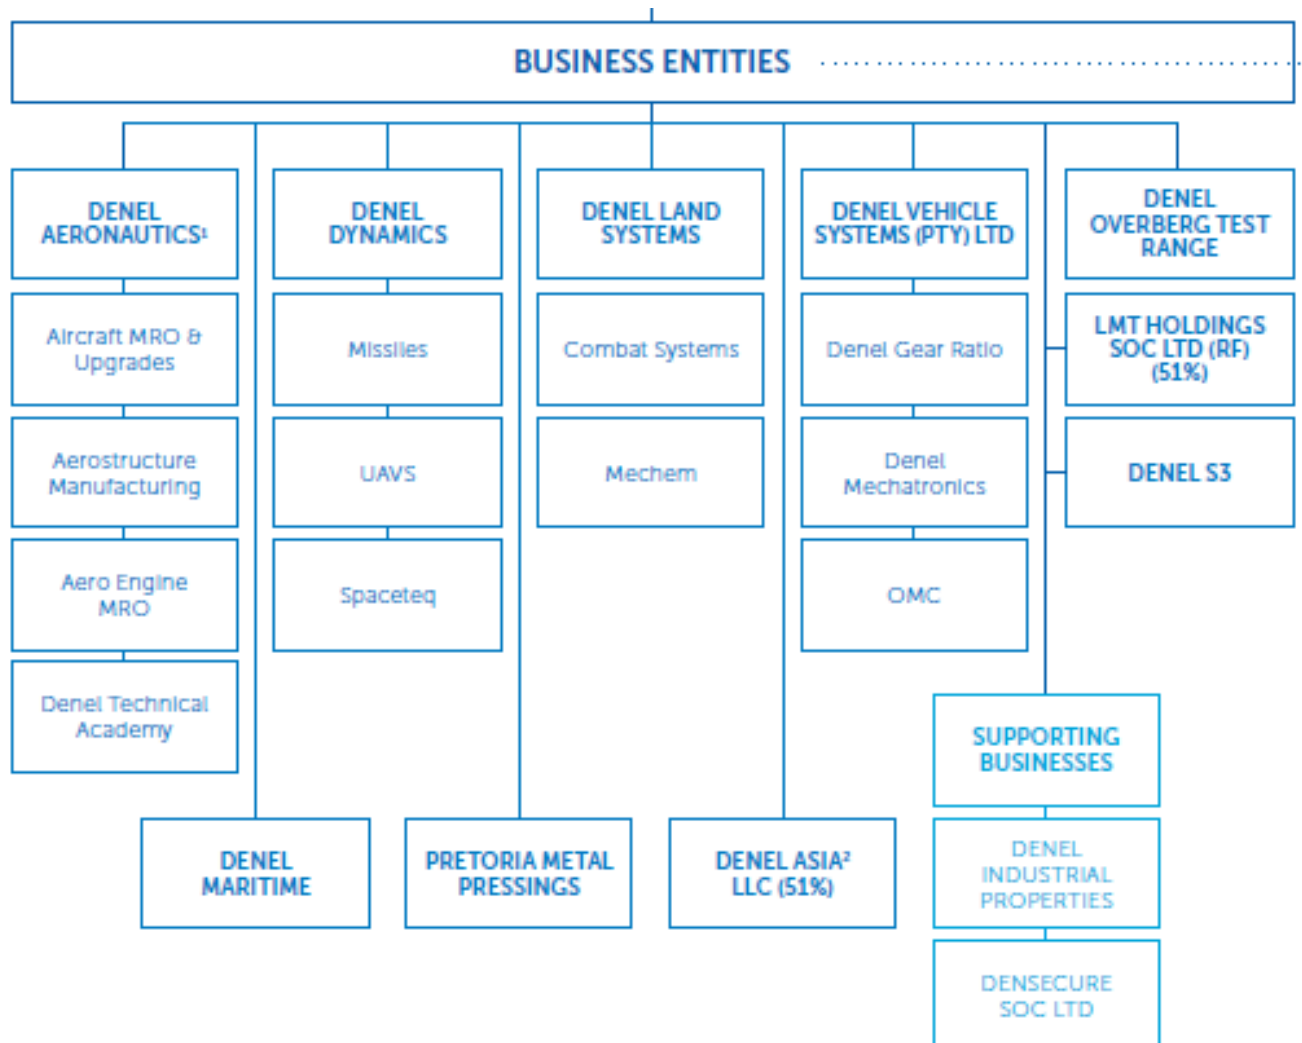 BUSINESS ENTITIES
DENEL
AERONAUTICS¹
DENEL
DYNAMICS
DENEL LAND
SYSTEMS
DENEL VEHICLE
SYSTEMS (PTY) LTD
DENEL
OVERBERG TEST
RANGE
Aircraft MRO &
Upgrades
Missiles
Combat Systems
Denel Gear Ratio
LMT HOLDINGS
SOC LTD (RF)
(51%)
Aerostructure
Manufacturing
UAVS
Mechem
Denel
Mechatronics
DENEL S3
Aero Engine
MRO
Spaceteq
OMC
Denel Technical
Academy
SUPPORTING
BUSINESSES
DENEL
MARITIME
PRETORIA METAL
PRESSINGS
DENEL ASIA²
LLC (51%)
DENEL
INDUSTRIAL
PROPERTIES
DENSECURE
SOC LTD